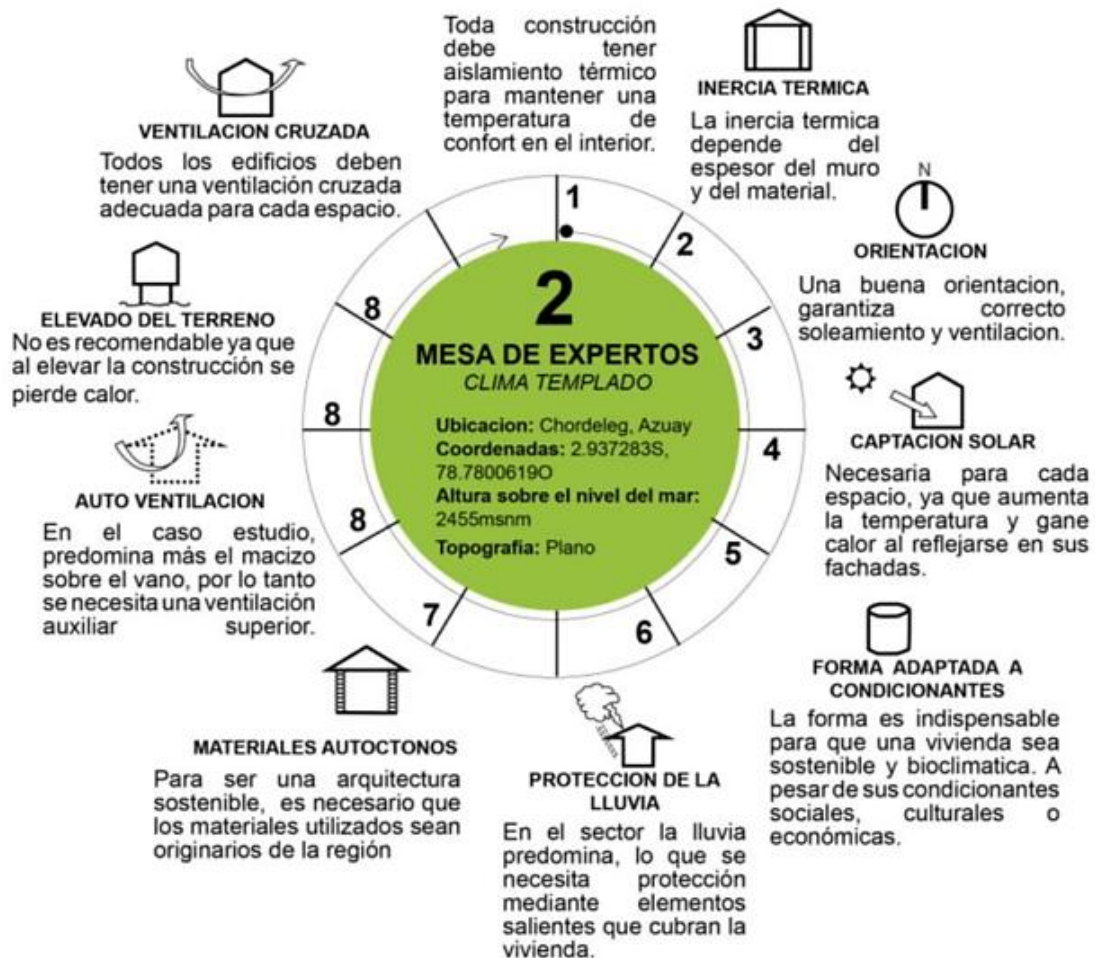 Toda construcción
debe tener
aislamiento térmico
para mantener una
temperatura de
confort en el interior.
INERCIA TERMICA
La inercia termica
depende del
espesor del muro
y del material.
N
ORIENTACION
Una buena orientacion,
garantiza correcto
soleamiento y ventilacion.
CAPTACION SOLAR
Necesaria para cada
espacio, ya que aumenta
la temperatura y gane
calor al reflejarse en sus
fachadas.
FORMA ADAPTADA A
CONDICIONANTES
La forma es indispensable
para que una vivienda sea
sostenible y bioclimatica. A
pesar de sus condicionantes
sociales, culturales o
económicas.
PROTECCION DE LA
LLUVIA
En el sector la lluvia
predomina, lo que se
necesita protección
mediante elementos
salientes que cubran la
vivienda.
MATERIALES AUTOCTONOS
Para ser una arquitectura
sostenible, es necesario que
los materiales utilizados sean
originarios de la región
AUTO VENTILACION
En el caso estudio,
predomina más el macizo
sobre el vano, por lo tanto
se necesita una ventilación
auxiliar superior.
ELEVADO DEL TERRENO
No es recomendable ya que
al elevar la construcción se
pierde calor.
VENTILACION CRUZADA
Todos los edificios deben
tener una ventilación cruzada
adecuada para cada espacio.
1
2
3
4
5
6
7
8
8
8
2
MESA DE EXPERTOS
CLIMA TEMPLADO
Ubicacion: Chordeleg, Azuay
Coordenadas: 2.937283S,
78.7800619O
Altura sobre el nivel del mar:
2455msnm
Topografia: Plano